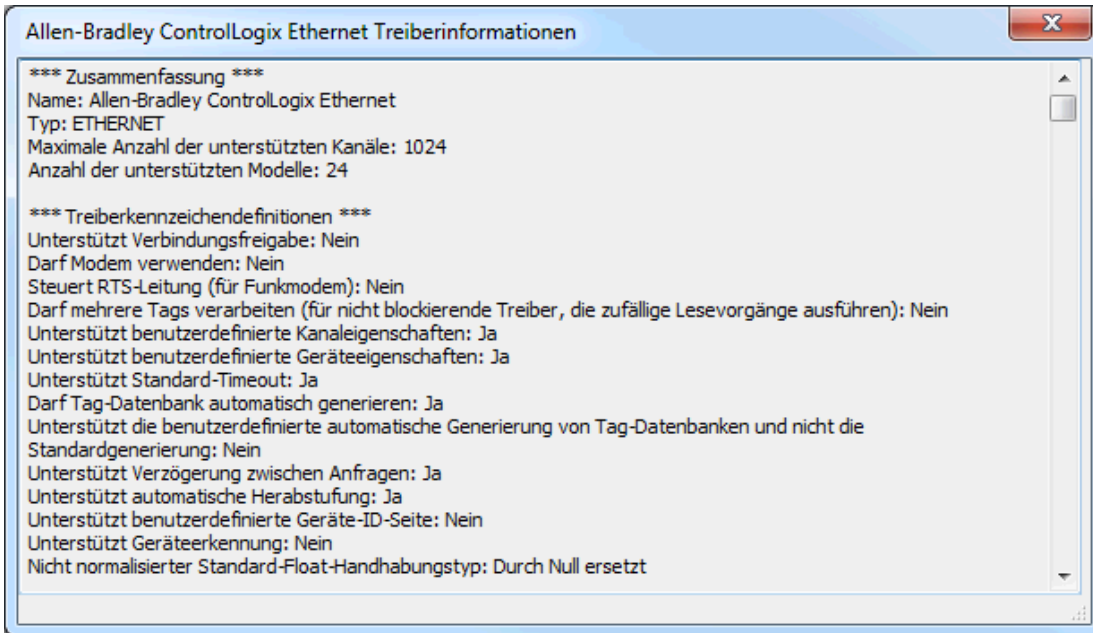 Allen-Bradley ControlLogix Ethernet Treiberinformationen
*** Zusammenfassung ***
Name: Allen-Bradley ControlLogix Ethernet
Typ: ETHERNET
Maximale Anzahl der unterstützten Kanäle: 1024
Anzahl der unterstützten Modelle: 24
*** Treiberkennzeichendefinitionen ***
Unterstützt Verbindungsfreigabe: Nein
Darf Modem verwenden: Nein
Steuert RTS-Leitung (für Funkmodem): Nein
Darf mehrere Tags verarbeiten (für nicht blockierende Treiber, die zufällige Lesevorgänge ausführen): Nein
Unterstützt benutzerdefinierte Kanaleigenschaften: Ja
Unterstützt benutzerdefinierte Geräteeigenschaften: Ja
Unterstützt Standard-Timeout: Ja
Darf Tag-Datenbank automatisch generieren: Ja
Unterstützt die benutzerdefinierte automatische Generierung von Tag-Datenbanken und nicht die
Standardgenerierung: Nein
Unterstützt Verzögerung zwischen Anfragen: Ja
Unterstützt automatische Herabstufung: Ja
Unterstützt benutzerdefinierte Geräte-ID-Seite: Nein
Unterstützt Geräteerkennung: Nein
Nicht normalisierter Standard-Float-Handhabungstyp: Durch Null ersetzt